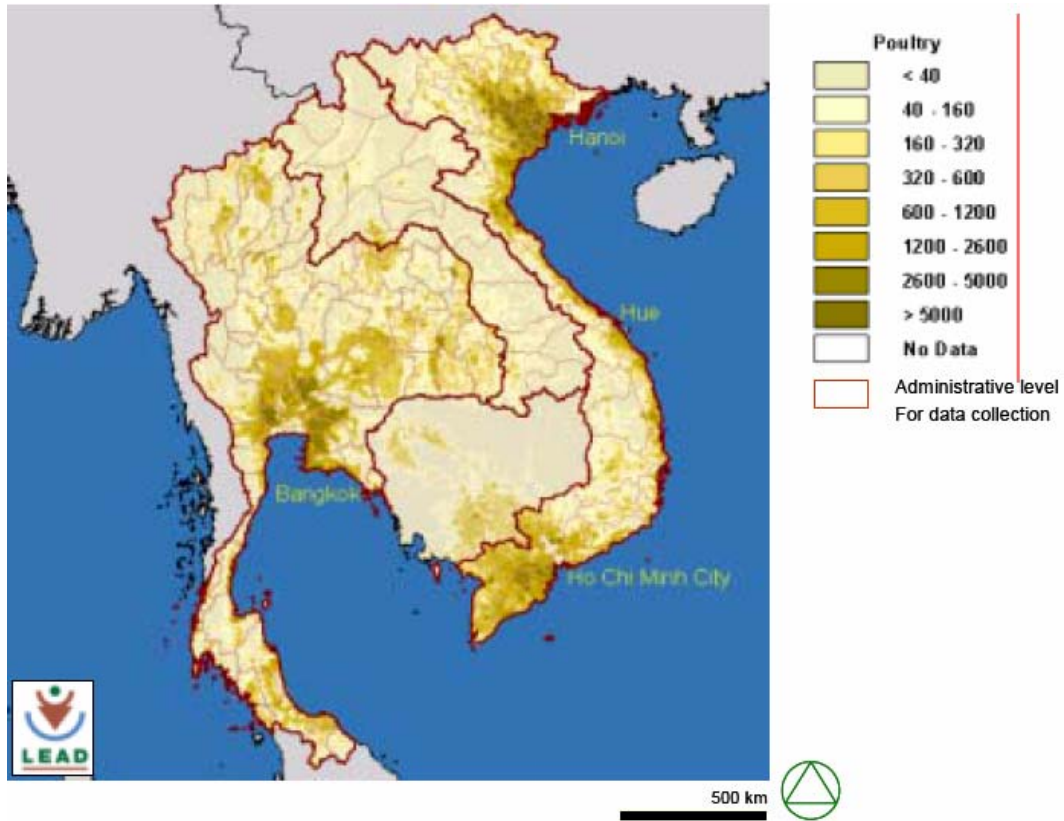 Poultry
< 40
40 - 160
160 - 320
320 - 600
600 - 1200
1200 - 2600
2600 - 5000
> 5000
No Data
Administrative level
For data collection
Hanoi
Hue
Bangkok
Ho Chi Minh City
LEAD
500 km